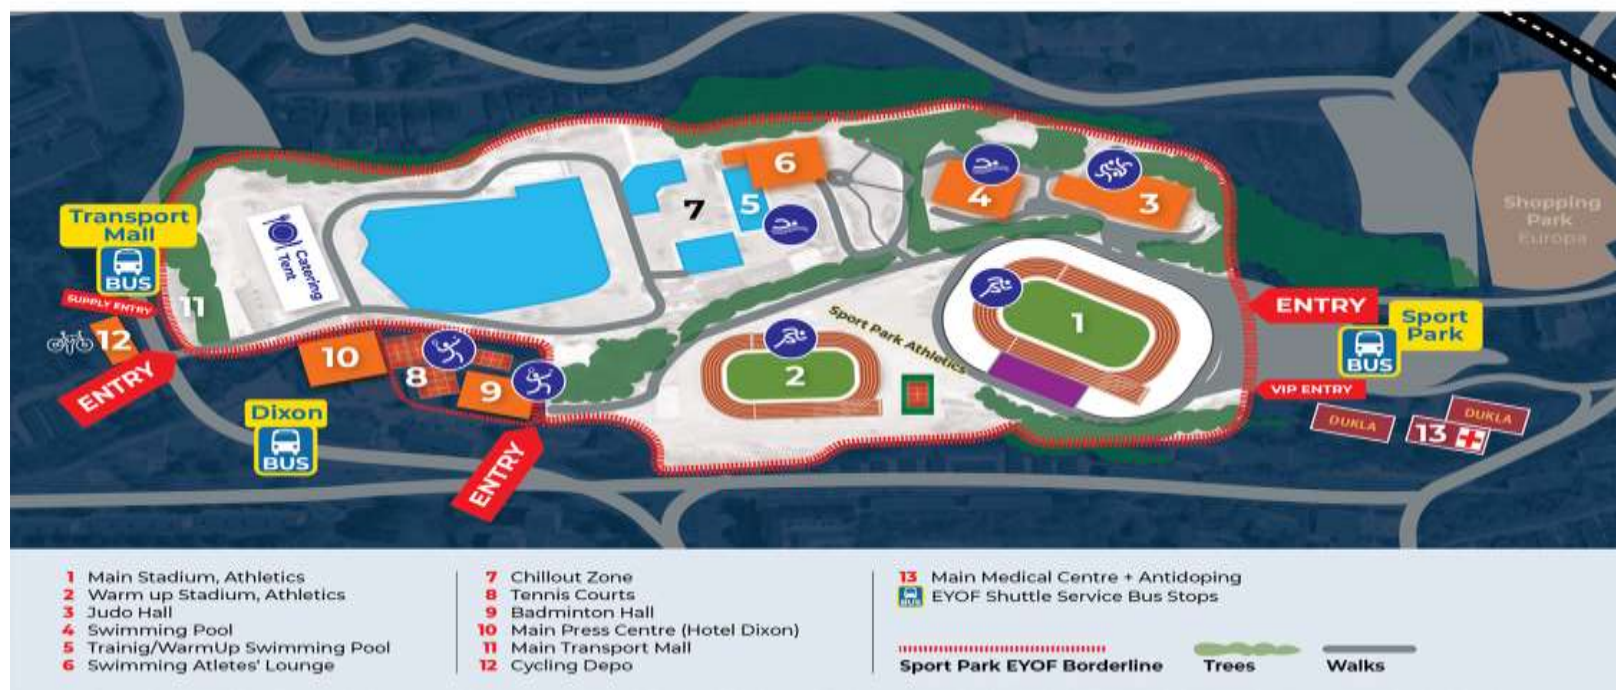 Transport
Mall
BUS
SUPPLY ENTRY
12
ENTRY
11
Catering
Tent
10
8
9
Dixon
BUS
ENTRY
7
5
6
4
3
Sport Park Athletics
2
1
ENTRY
Sport
Park
BUS
VIP ENTRY
DUKLA
DUKLA
13
Shopping
Park
Europa
1 Main Stadium, Athletics
2 Warm up Stadium, Athletics
3 Judo Hall
4 Swimming Pool
5 Trainig/WarmUp Swimming Pool
6 Swimming Atletes' Lounge
7 Chillout Zone
8 Tennis Courts
9 Badminton Hall
10 Main Press Centre (Hotel Dixon)
11 Main Transport Mall
12 Cycling Depo
13 Main Medical Centre + Antidoping
BUS EYOF Shuttle Service Bus Stops
Sport Park EYOF Borderline
Trees
Walks